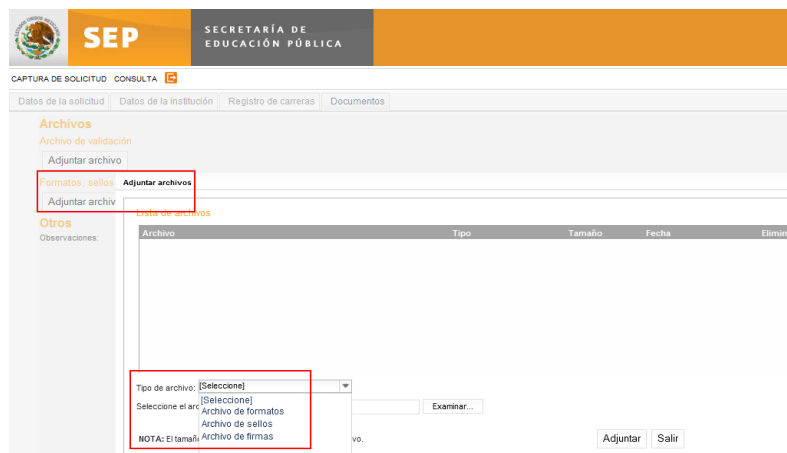 SEP
SECRETARÍA DE
EDUCACIÓN PÚBLICA
CAPTURA DE SOLICITUD CONSULTA
Datos de la solicitud Datos de la institución Registro de carreras Documentos
Archivos
Archivo de validación
Adjuntar archivo
Formatos, sellos
Adjuntar archivos
Adjuntar archiv
Lista de archivos
Otros
Observaciones:
Archivo Tipo Tamaño Fecha Elimin
Tipo de archivo: [Seleccione]
[Seleccione]
Seleccione el arc Examinar...
Archivo de formatos
Archivo de sellos
Archivo de firmas
NOTA: El tamañ vo.
Adjuntar Salir